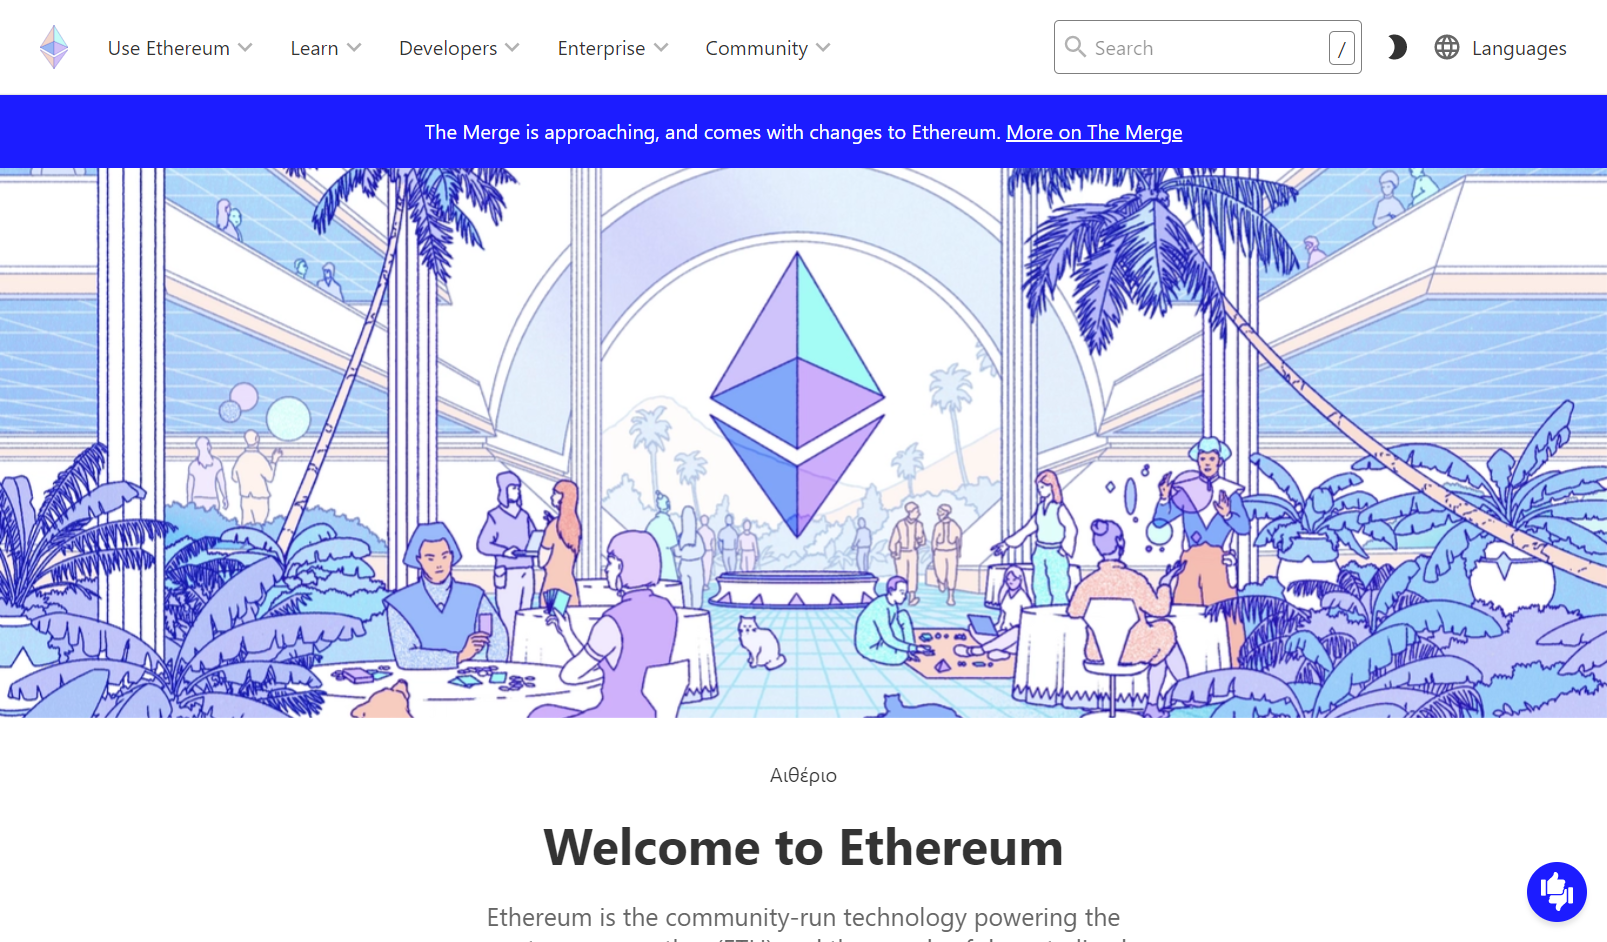 Use Ethereum
Learn
Developers
Enterprise
Community
Search
/
Languages
The Merge is approaching, and comes with changes to Ethereum. More on The Merge
Αιθέριο
Welcome to Ethereum
Ethereum is the community-run technology powering the